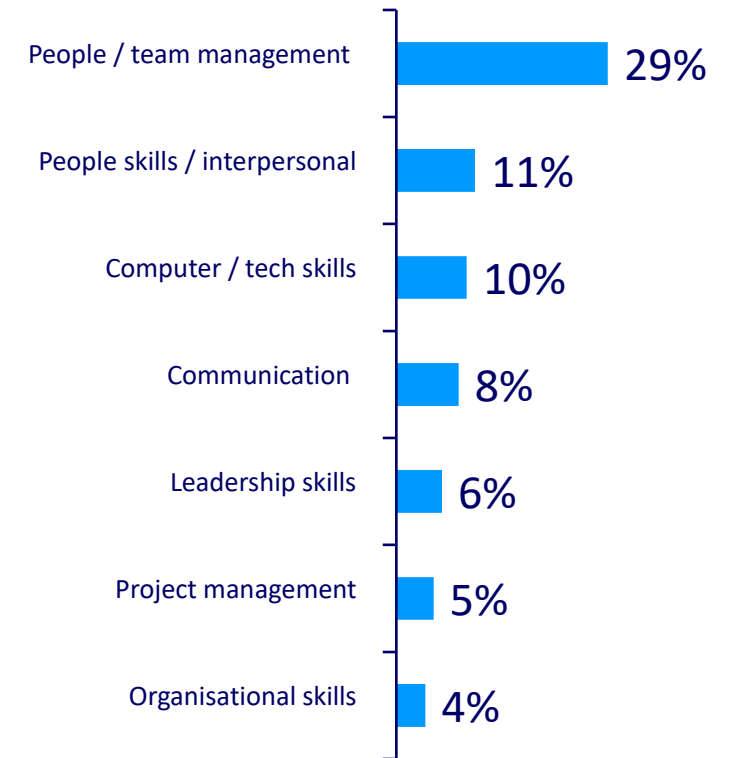 People / team management 29%
People skills / interpersonal 11%
Computer / tech skills 10%
Communication 8%
Leadership skills 6%
Project management 5%
Organisational skills 4%